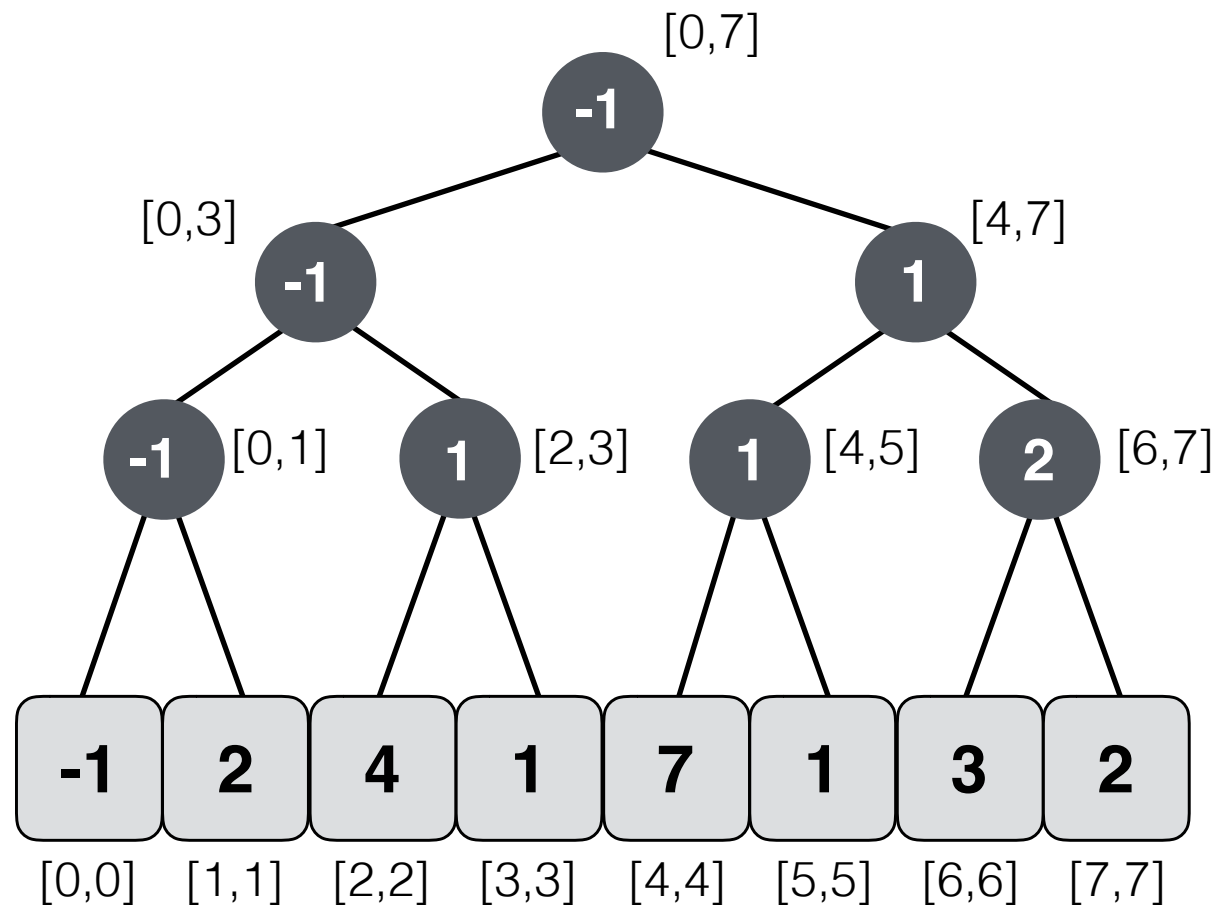 [0,7]
-1
[0,3]
[4,7]
-1
1
-1 [0,1] 1 [2,3] 1 [4,5] 2 [6,7]
-1 2 4 1 7 1 3 2
[0,0] [1,1] [2,2] [3,3] [4,4] [5,5] [6,6] [7,7]